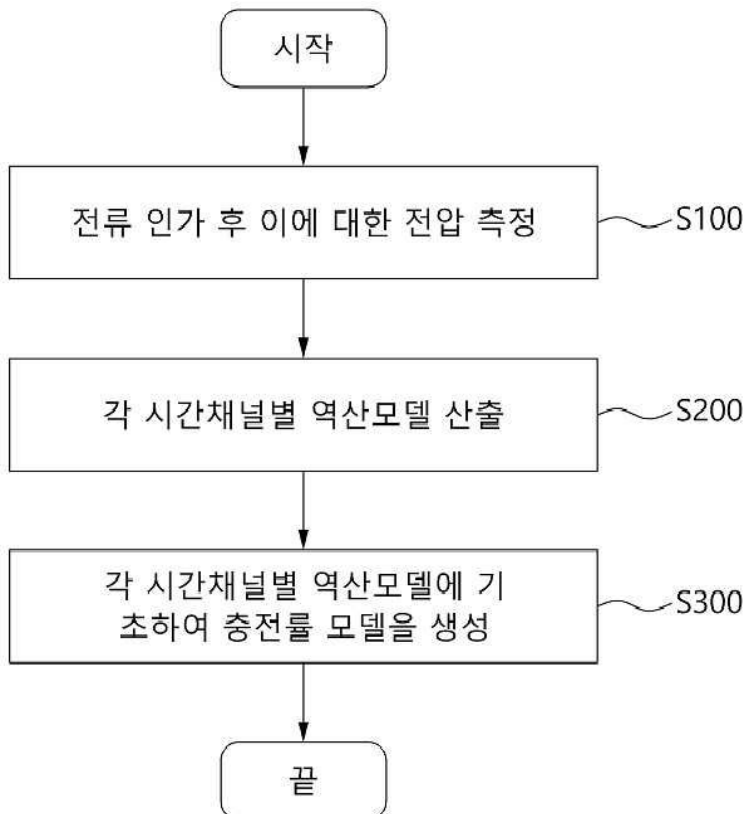 시작
전류 인가 후 이에 대한 전압 측정
S100
각 시간채널별 역산모델 산출
S200
각 시간채널별 역산모델에 기
초하여 충전률 모델을 생성
S300
끝